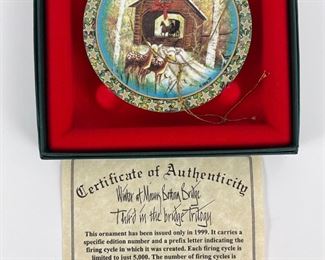 Certificate of Authenticity
Winter at Moons Bottom Bridge
Third in the bridge Trilogy
This ornament has been issued only in 1999. It carries a
specific edition number and a prefix letter indicating the
firing cycle in which it was created. Each firing cycle is
limited to just 5,000. The number of firing cycles is